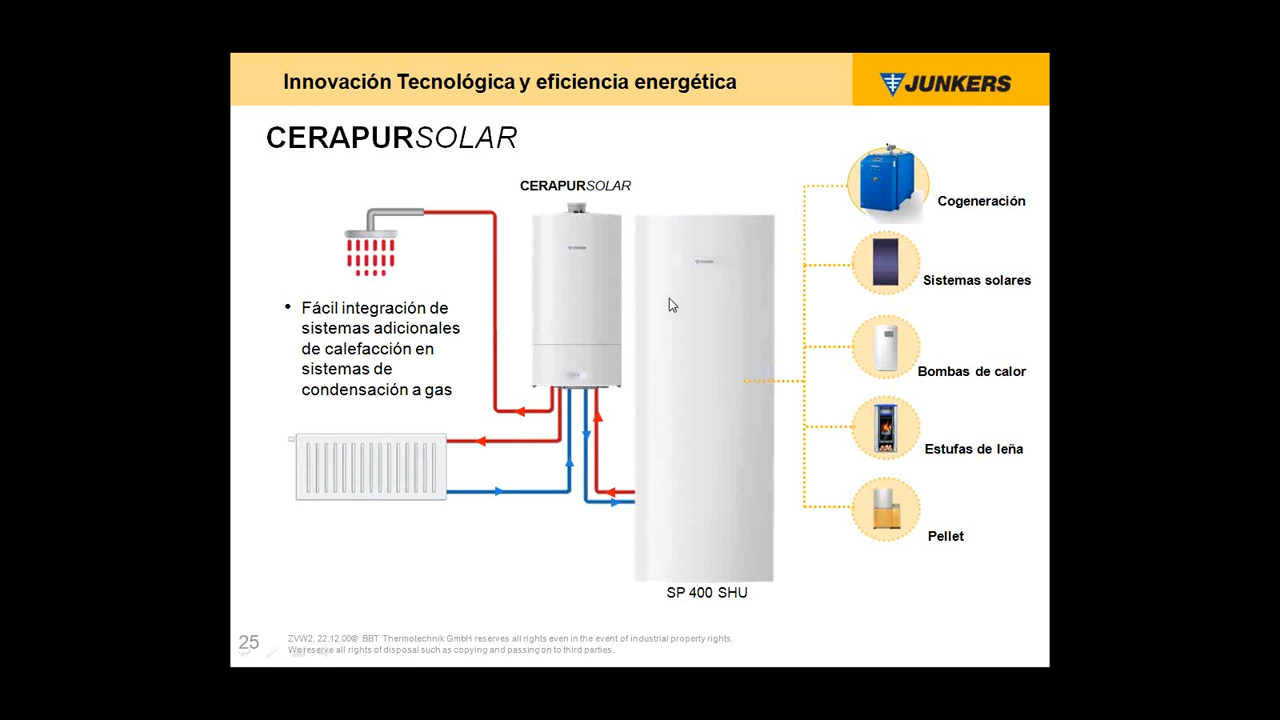 Innovación Tecnológica y eficiencia energética
JUNKERS
CERAPURSOLAR
CERAPURSOLAR
Cogeneración
Sistemas solares
• Fácil integración de
sistemas adicionales
de calefacción en
sistemas de
condensación a gas
Bombas de calor
Estufas de leña
Pellet
SP 400 SHU
25
ZVW2, 22.12.00© BBT Thermotechnik GmbH reserves all rights even in the event of industrial property rights.
We reserve all rights of disposal such as copying and passing on to third parties.